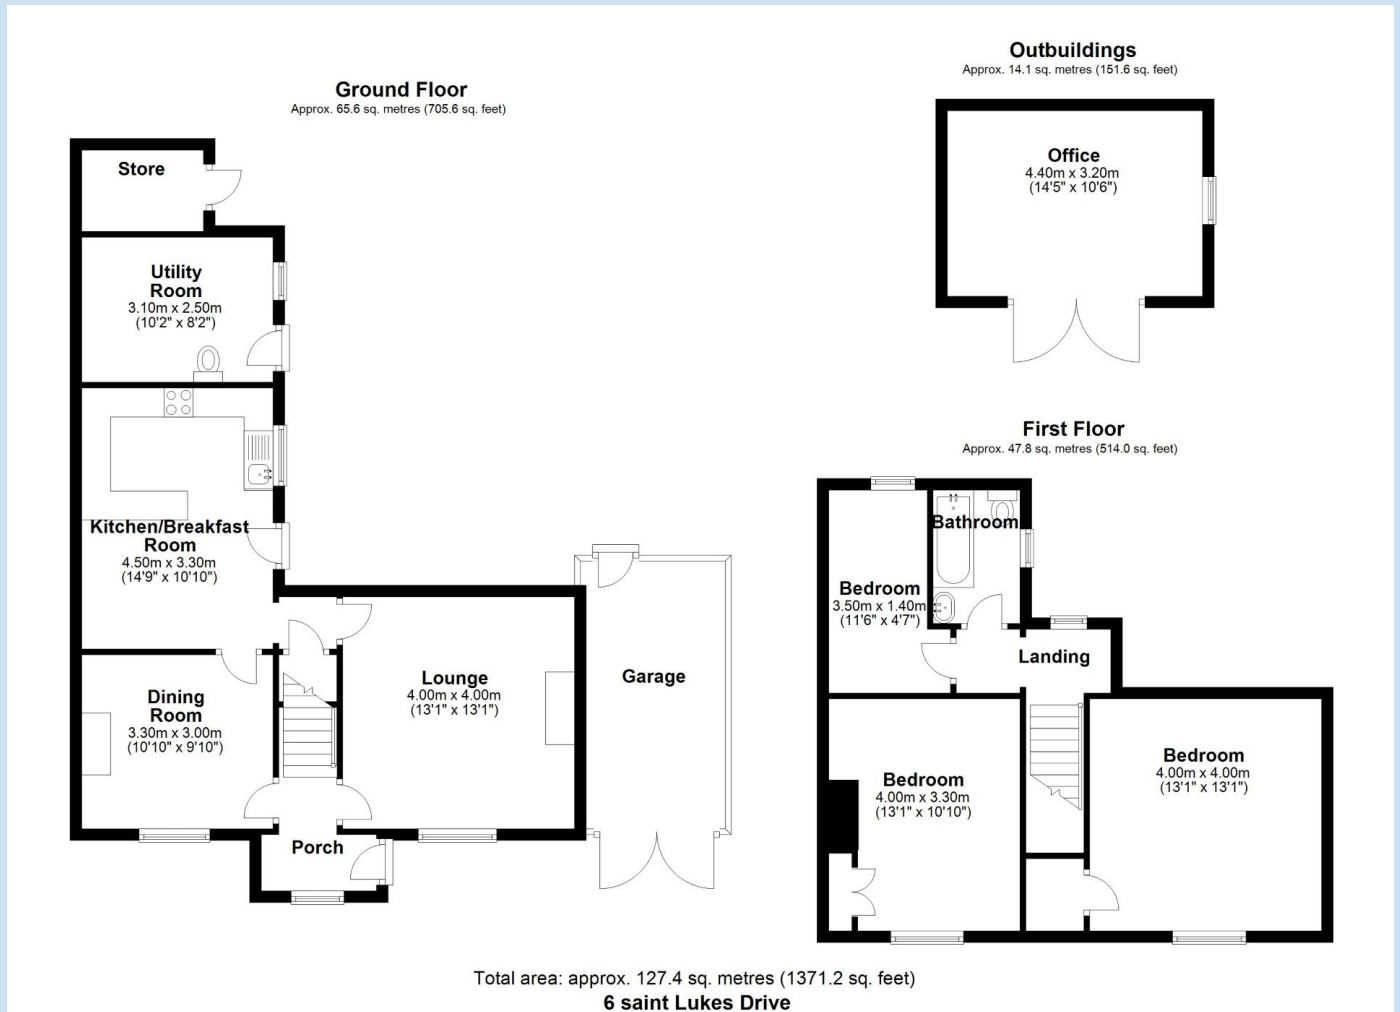 Ground Floor
Approx. 65.6 sq. metres (705.6 sq. feet)
Store
Utility
Room
3.10m x 2.50m
(10'2" x 8'2")
Kitchen/Breakfast
Room
4.50m x 3.30m
(14'9" x 10'10")
Dining
Room
3.30m x 3.00m
(10'10" x 9'10")
Lounge
4.00m x 4.00m
(13'1" x 13'1")
Porch
Garage
Outbuildings
Approx. 14.1 sq. metres (151.6 sq. feet)
Office
4.40m x 3.20m
(14'5" x 10'6")
First Floor
Approx. 47.8 sq. metres (514.0 sq. feet)
Bathroom
Bedroom
3.50m x 1.40m
(11'6" x 4'7")
Landing
Bedroom
4.00m x 3.30m
(13'1" x 10'10")
Bedroom
4.00m x 4.00m
(13'1" x 13'1")
Total area: approx. 127.4 sq. metres (1371.2 sq. feet)
6 saint Lukes Drive